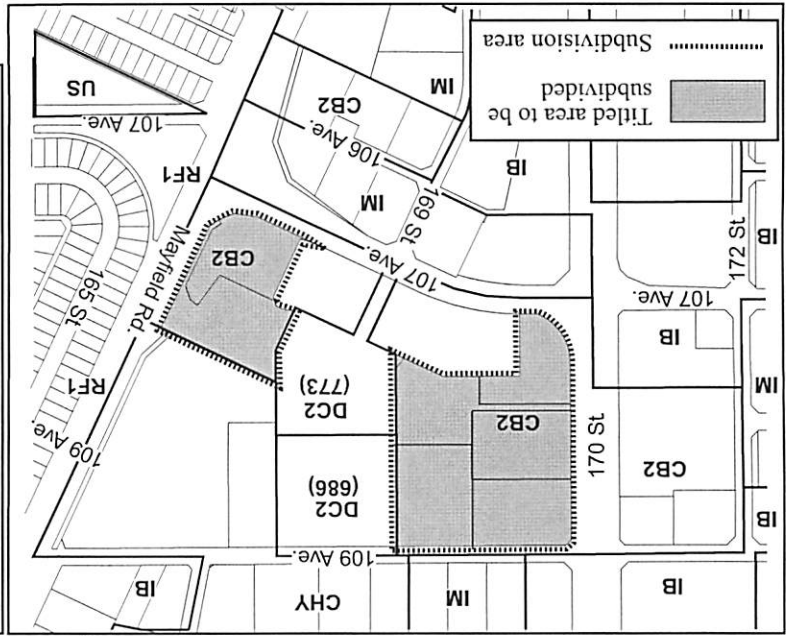 IB
IM
CHY
IB
109 Ave.
IB
CB2
DC2
(686)
CB2
170 St
109 Ave.
IM
DC2
(773)
RF1
IB
107 Ave.
165 St
Mayfield Rd.
CB2
107 Ave.
172 St
IB
169 St
IM
RF1
IB
106 Ave.
107 Ave.
CB2
US
IM
Titled area to be
subdivided
Subdivision area